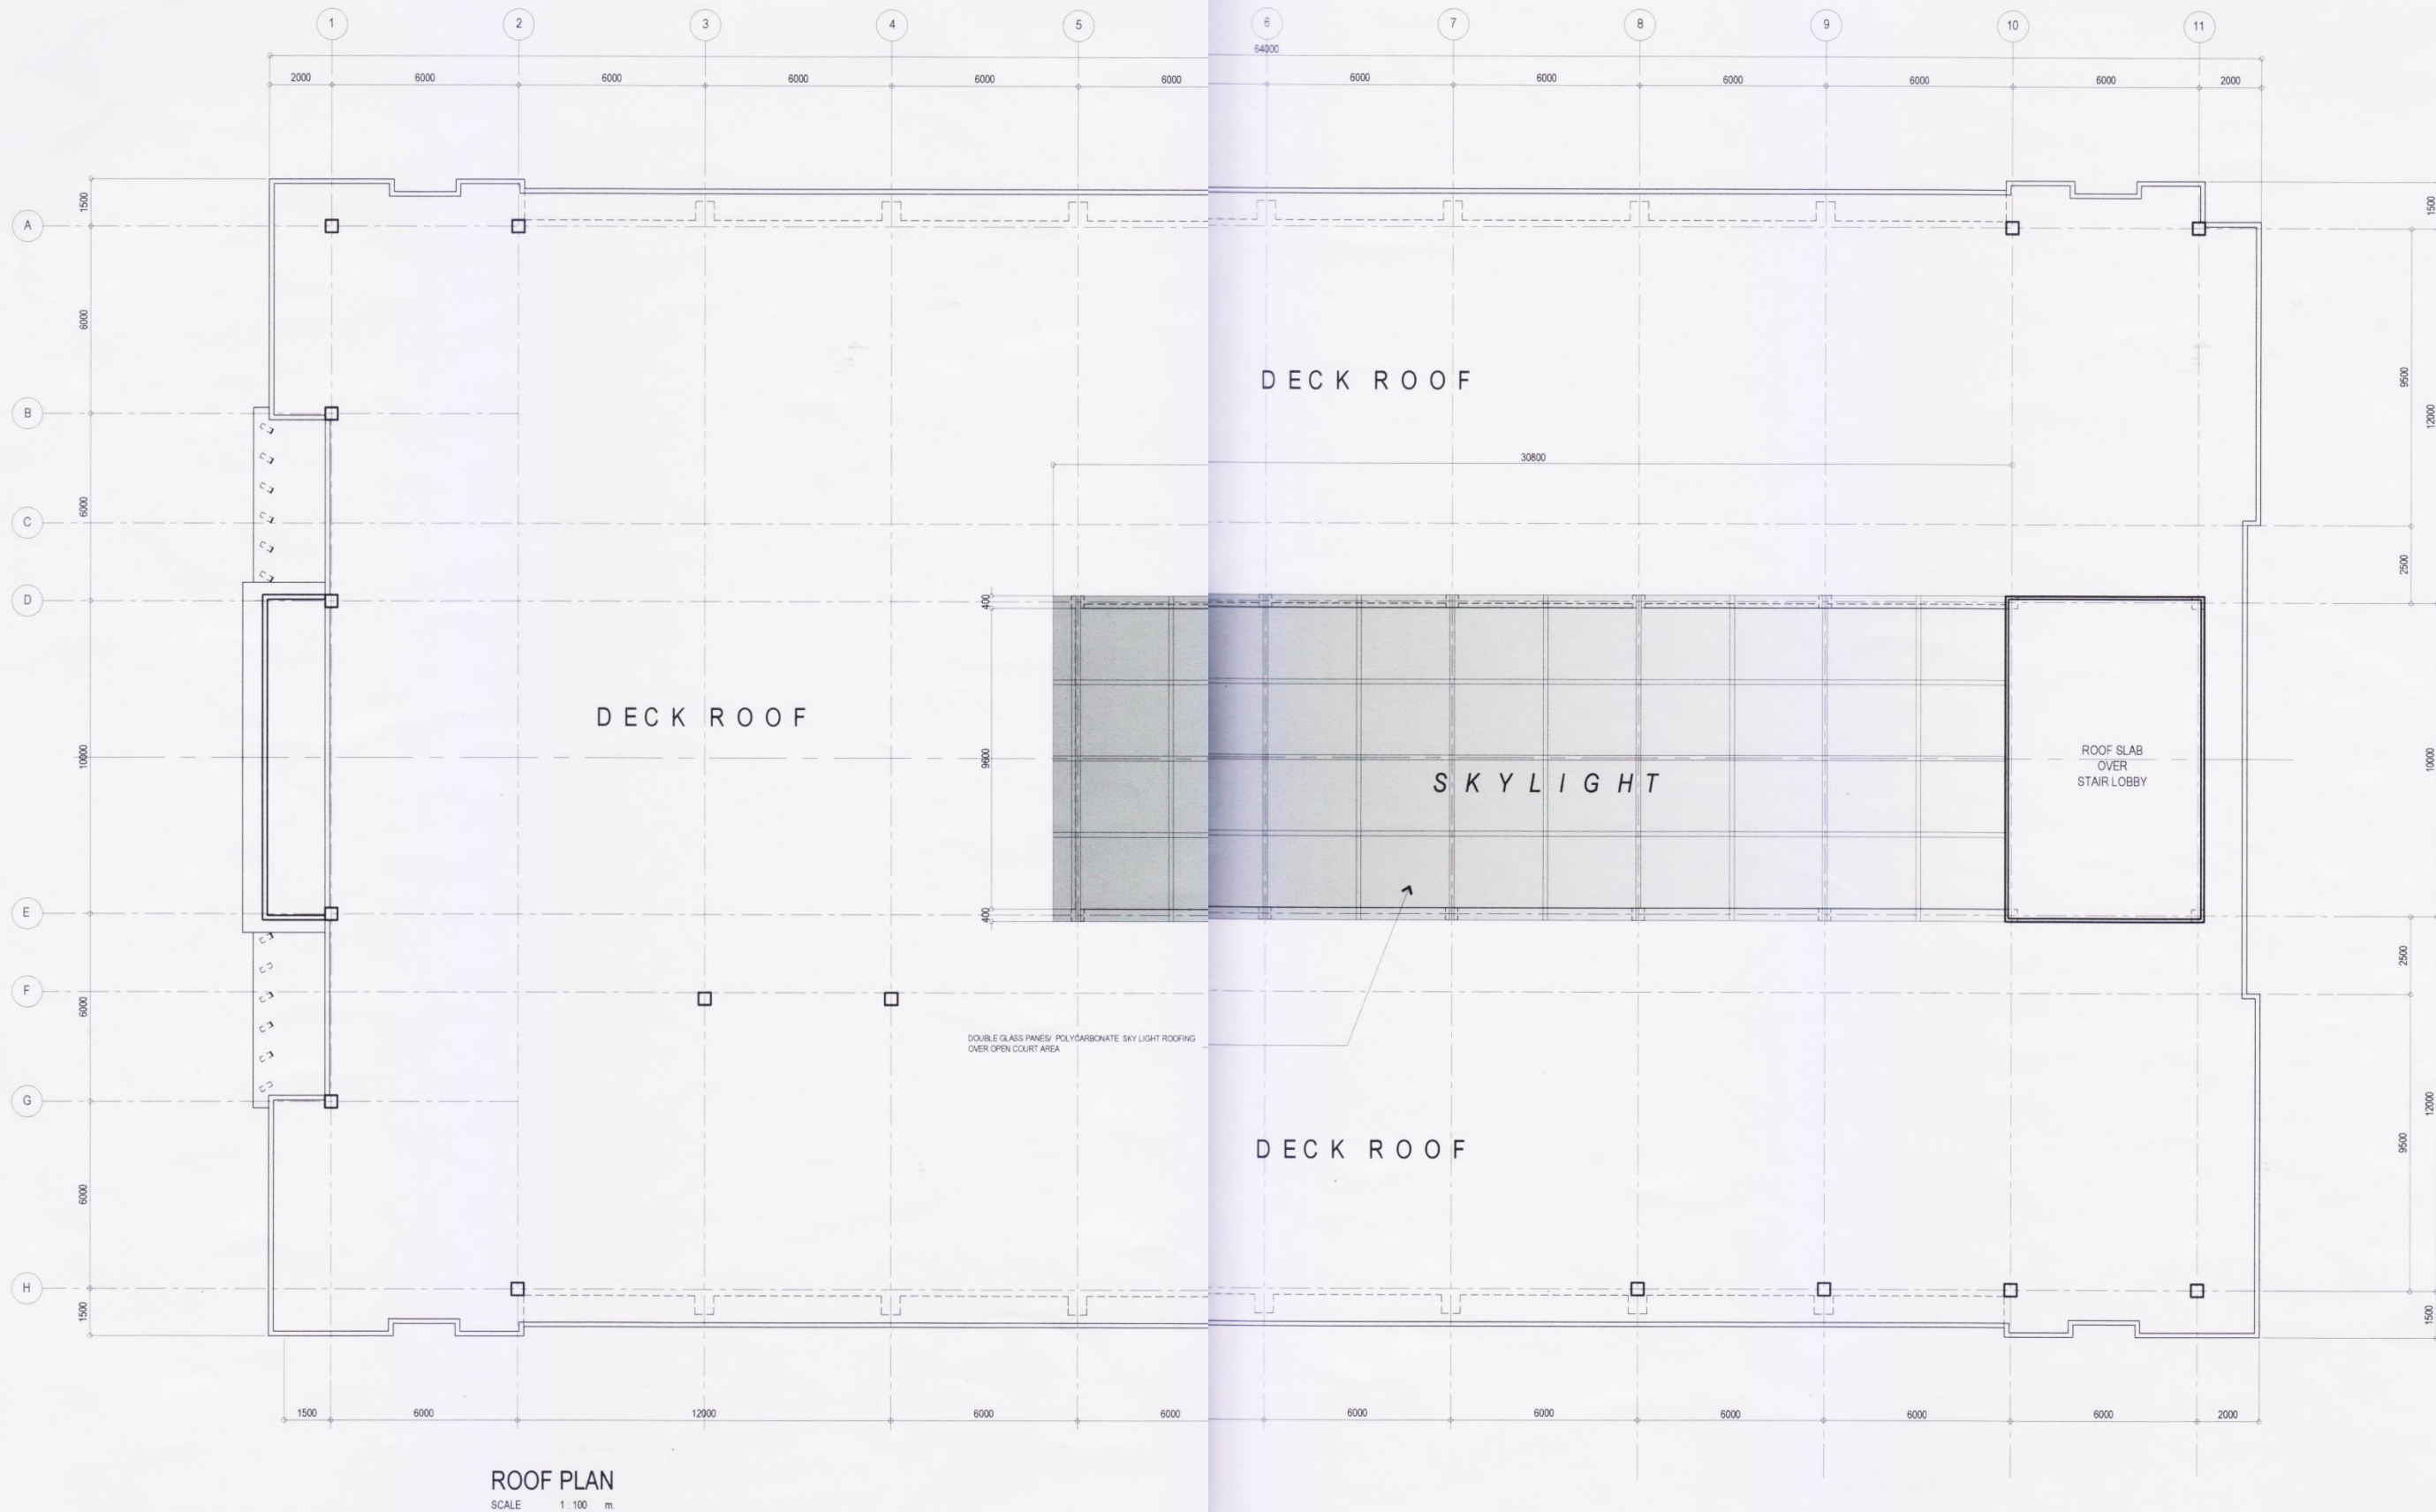 1 2 3 4 5 6 7 8 9 10 11
64000
2000 6000 6000 6000 6000 6000 6000 6000 6000 6000 6000 2000
1500
1500
A
6000
DECK ROOF
9500
12000
B
30800
6000
C
2500
D
400
DECK ROOF
10000
9600
SKYLIGHT
ROOF SLAB
OVER
STAIR LOBBY
10000
E
400
2500
F
6000
DOUBLE GLASS PANES/ POLYCARBONATE SKY LIGHT ROOFING
OVER OPEN COURT AREA
G
12000
9500
DECK ROOF
6000
H
1500
1500
1500 6000 12000 6000 6000 6000 6000 6000 6000 6000 2000
ROOF PLAN
SCALE 1 : 100 m.